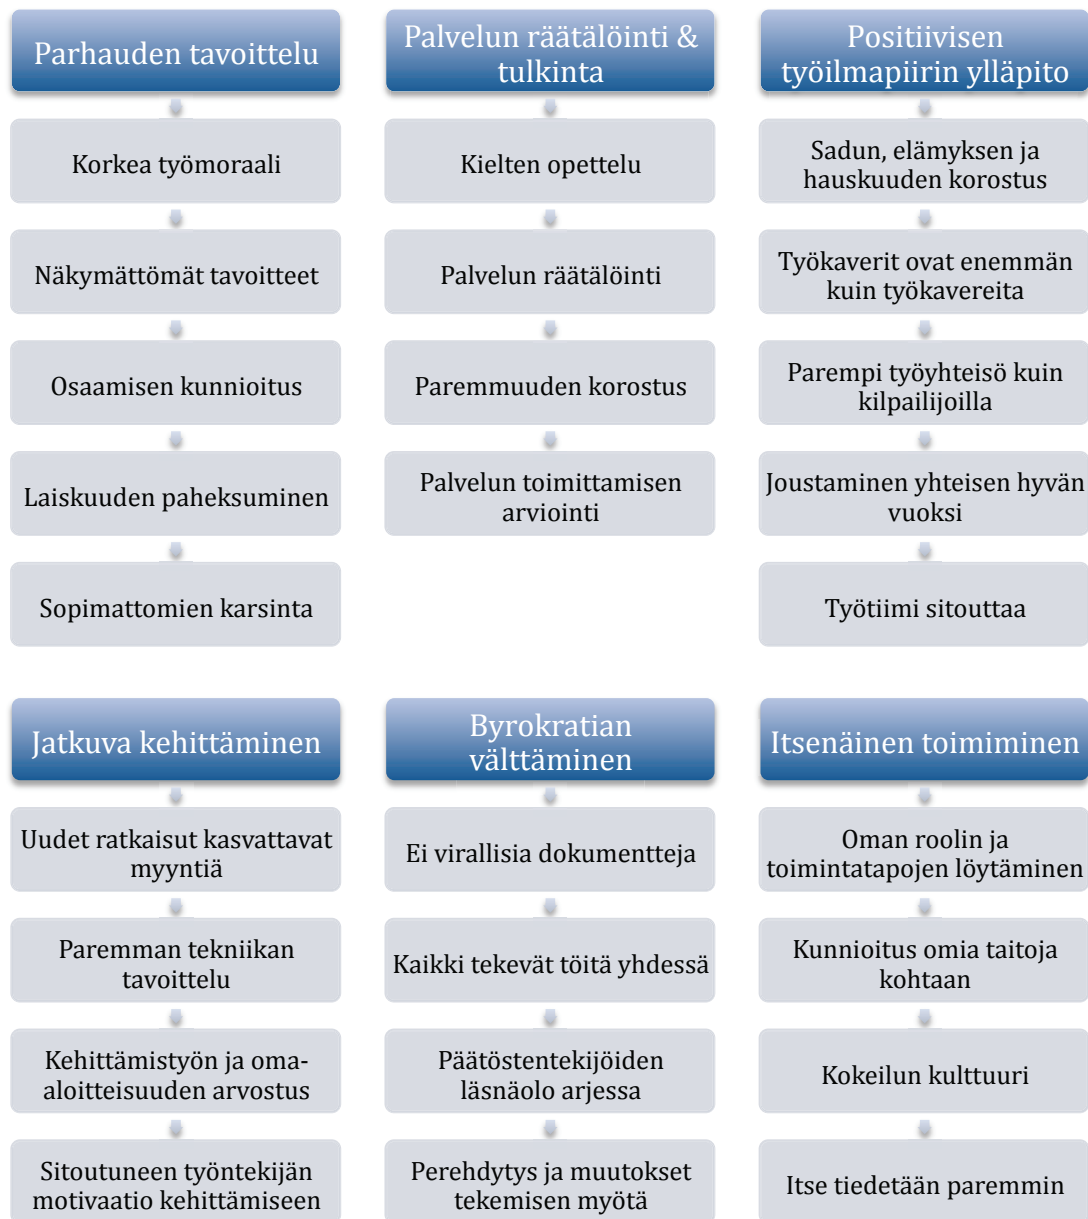 Parhauden tavoittelu
Korkea työmoraali
Näkymättömät tavoitteet
Osaamisen kunnioitus
Laiskuuden paheksuminen
Sopimattomien karsinta
Palvelun räätälöinti &
tulkinta
Kielten opettelu
Palvelun räätälöinti
Paremmuuden korostus
Palvelun toimittamisen
arviointi
Positiivisen
työilmapiirin ylläpito
Sadun, elämyksen ja
hauskuuden korostus
Työkaverit ovat enemmän
kuin työkavereita
Parempi työyhteisö kuin
kilpailijoilla
Joustaminen yhteisen hyvän
vuoksi
Työtiimi sitouttaa
Jatkuva kehittäminen
Uudet ratkaisut kasvattavat
myyntiä
Paremman tekniikan
tavoittelu
Kehittämistyön ja oma-
aloitteisuuden arvostus
Sitoutuneen työntekijän
motivaatio kehittämiseen
Byrokratian
välttäminen
Ei virallisia dokumentteja
Kaikki tekevät töitä yhdessä
Päätöstentekijöiden
läsnäolo arjessa
Perehdytys ja muutokset
tekemisen myötä
Itsenäinen toimiminen
Oman roolin ja
toimintatapojen löytäminen
Kunnioitus omia taitoja
kohtaan
Kokeilun kulttuuri
Itse tiedetään paremmin